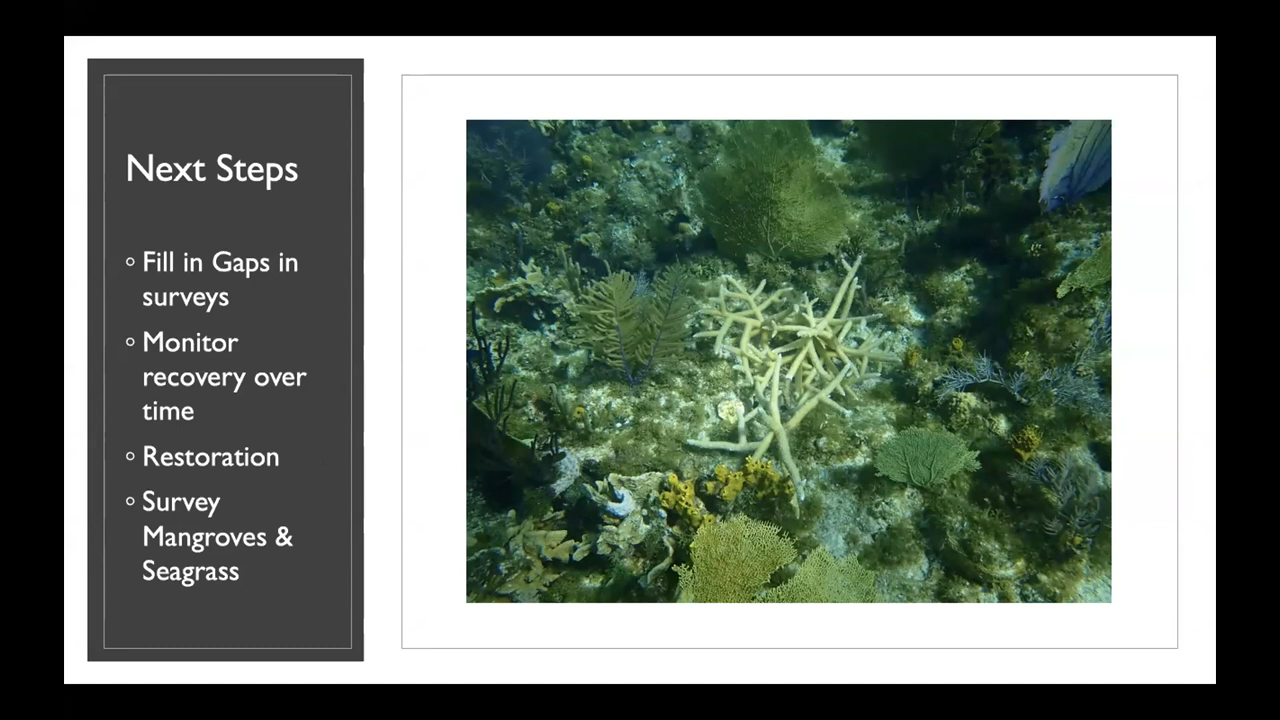 Next Steps
◦ Fill in Gaps in
surveys
◦ Monitor
recovery over
time
◦ Restoration
◦ Survey
Mangroves &
Seagrass